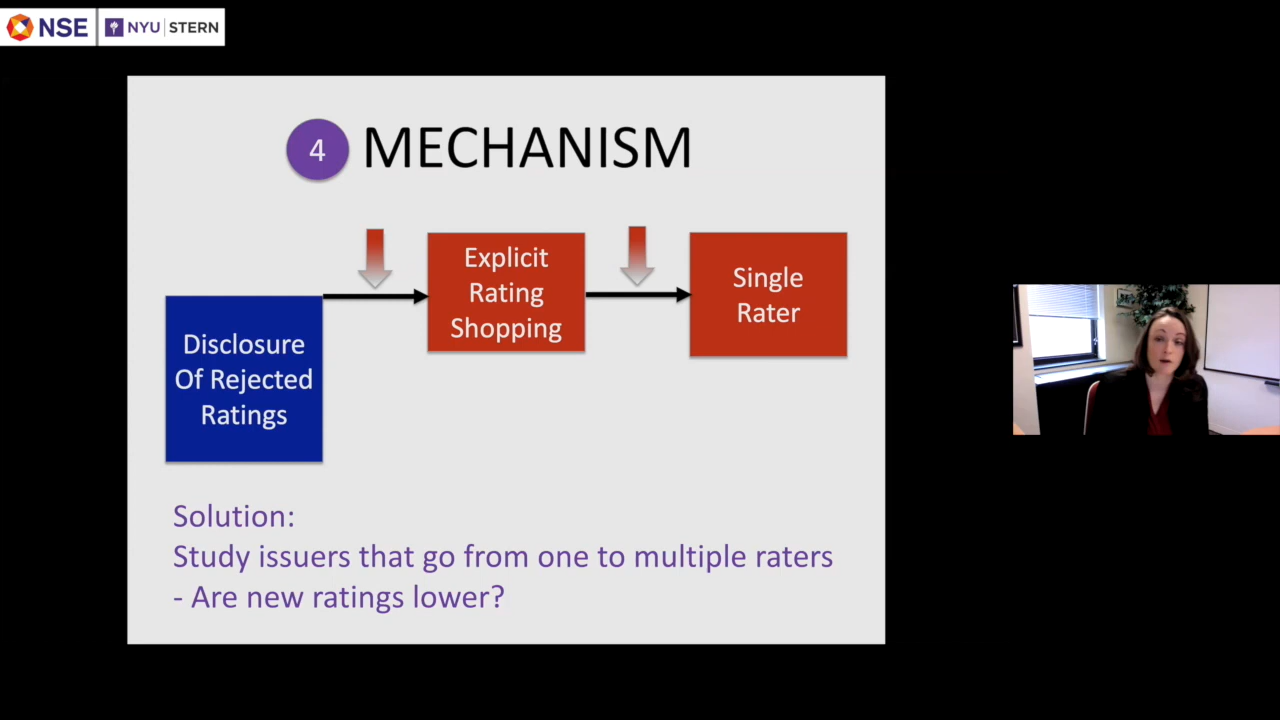 NSE
NYU STERN
4 MECHANISM
Explicit
Rating
Shopping
Single
Rater
Disclosure
Of Rejected
Ratings
Solution:
Study issuers that go from one to multiple raters
- Are new ratings lower?